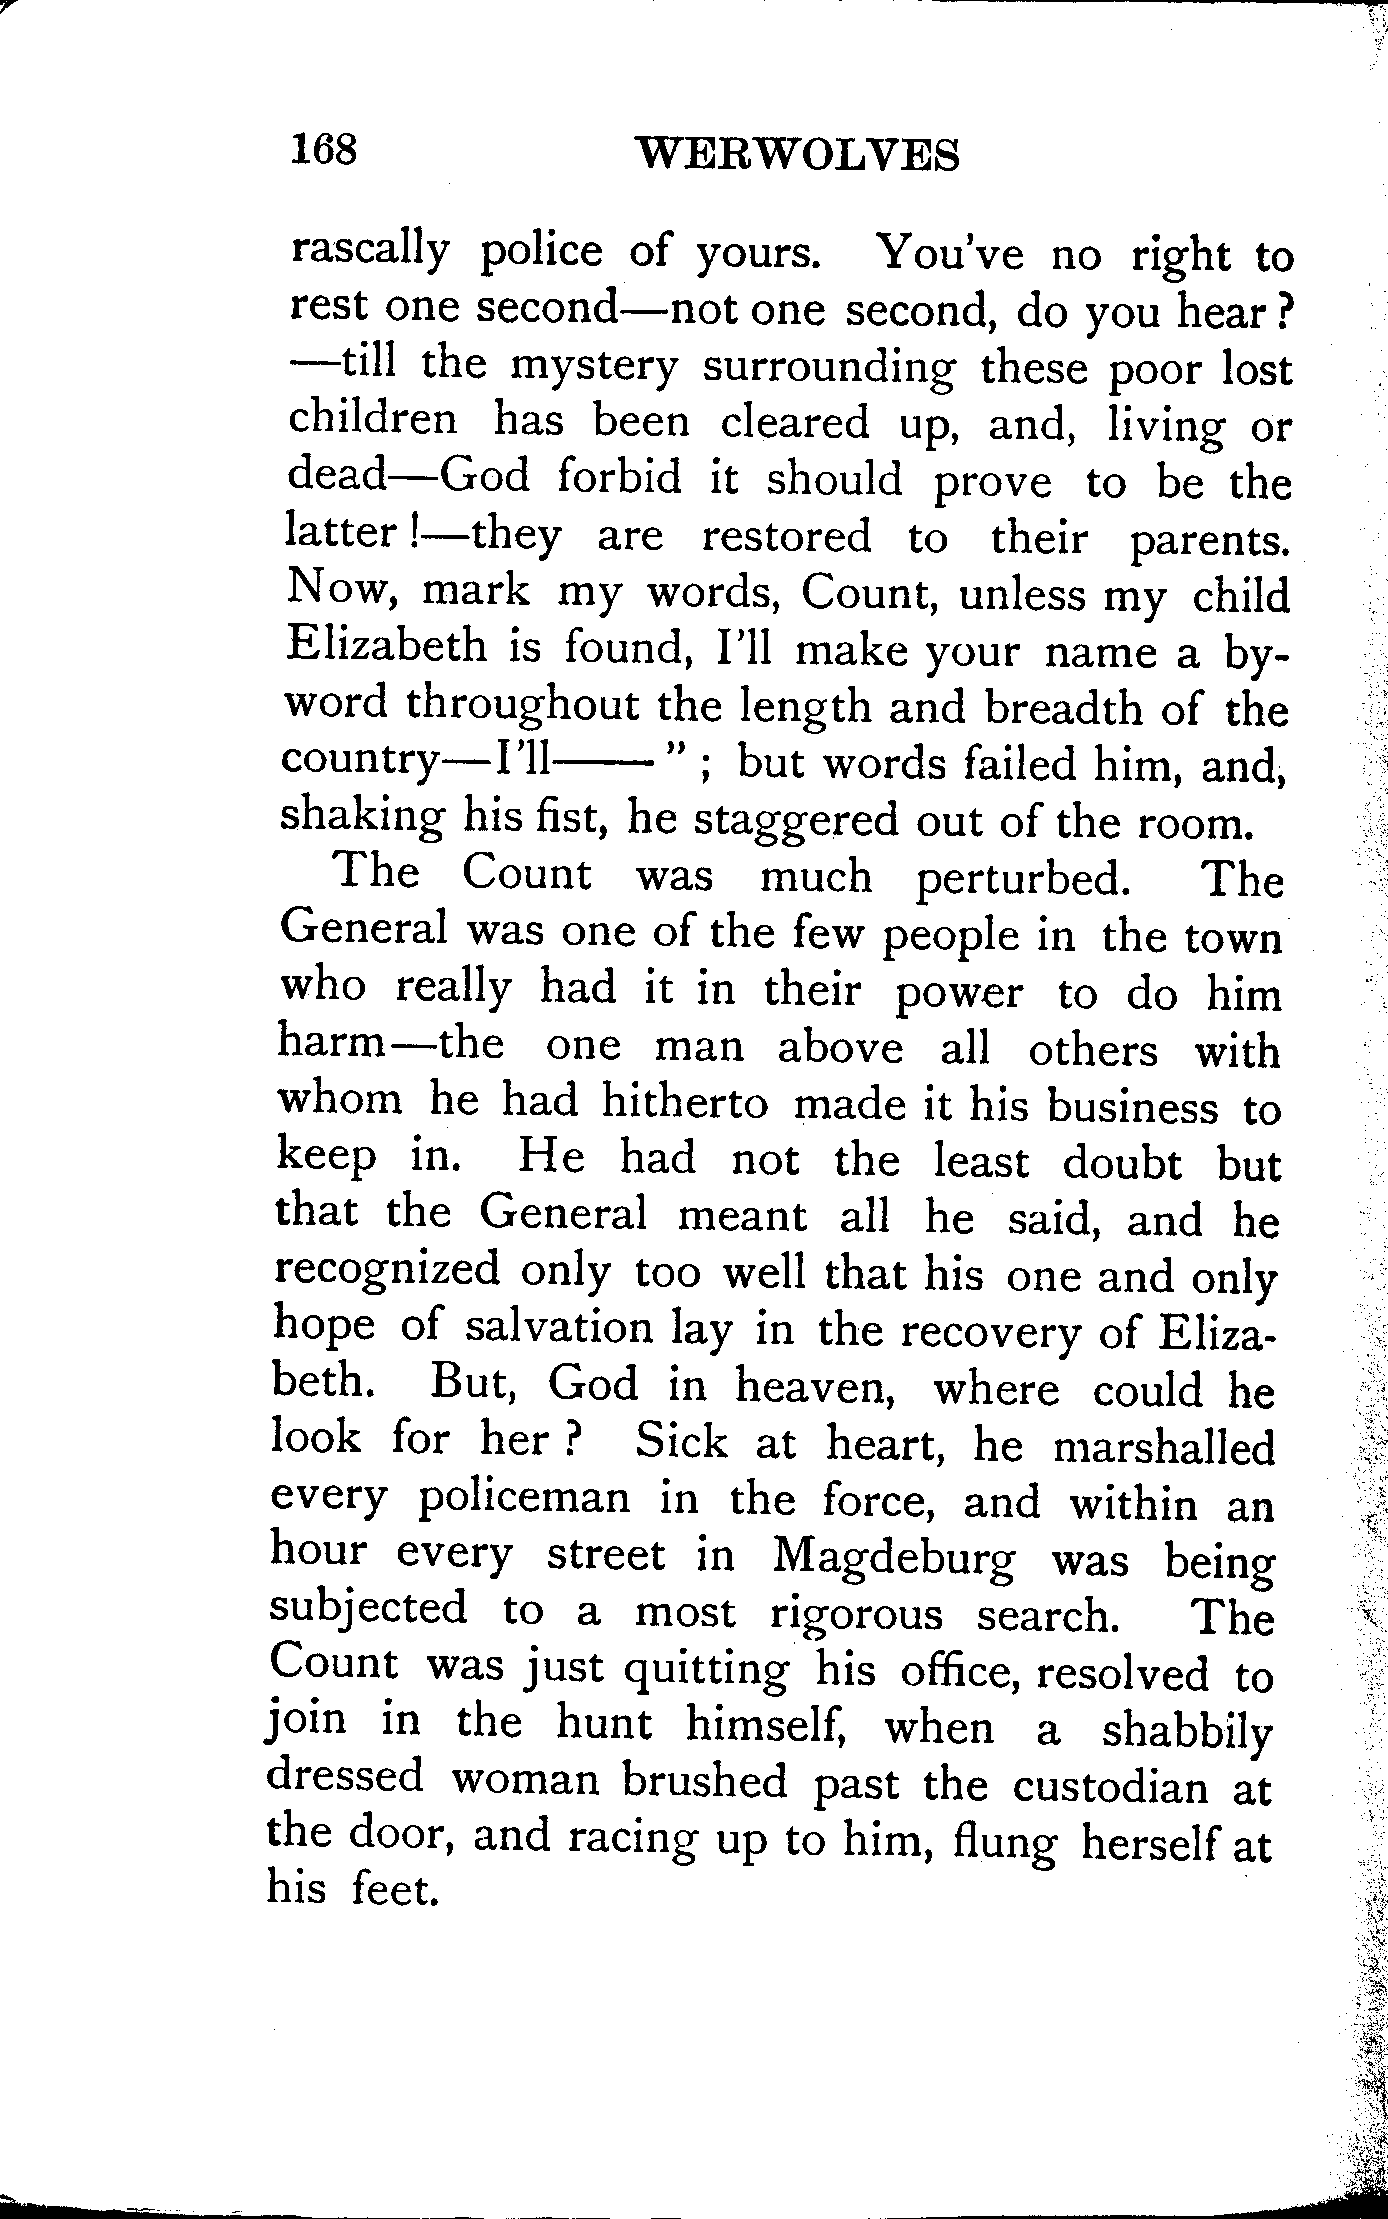 168 WERWOLVES
rascally police of yours. You've no right to
rest one second—not one second, do you hear ?
—till the mystery surrounding these poor lost
children has been cleared up, and, living or
dead—God forbid it should prove to be the
latter !—they are restored to their parents.
Now, mark my words, Count, unless my child
Elizabeth is found, I'll make your name a by-
word throughout the length and breadth of the
country—I'll—— " ; but words failed him, and,
shaking his fist, he staggered out of the room.
The Count was much perturbed. The
General was one of the few people in the town
who really had it in their power to do him
harm—the one man above all others with
whom he had hitherto made it his business to
keep in. He had not the least doubt but
that the General meant all he said, and he
recognized only too well that his one and only
hope of salvation lay in the recovery of Eliza-
beth. But, God in heaven, where could he
look for her ? Sick at heart, he marshalled
every policeman in the force, and within an
hour every street in Magdeburg was being
subjected to a most rigorous search. The
Count was just quitting his office, resolved to
join in the hunt himself, when a shabbily
dressed woman brushed past the custodian at
the door, and racing up to him, flung herself at
his feet.